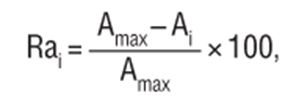 Raᵢ = (Aₘₐₓ − Aᵢ) / Aₘₐₓ × 100,